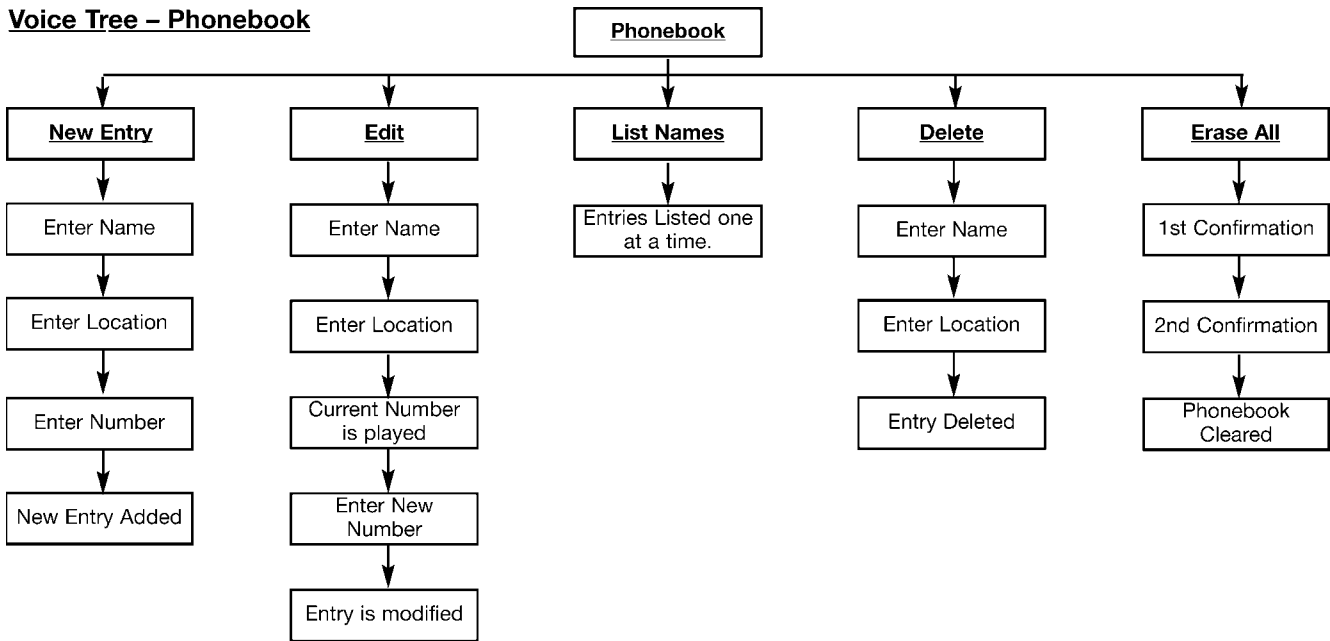 Voice Tree – Phonebook
Phonebook
New Entry
Edit
List Names
Delete
Erase All
Enter Name
Enter Name
Entries Listed one
at a time.
Enter Name
1st Confirmation
Enter Location
Enter Location
Enter Location
2nd Confirmation
Enter Number
Current Number
is played
Entry Deleted
Phonebook
Cleared
New Entry Added
Enter New
Number
Entry is modified